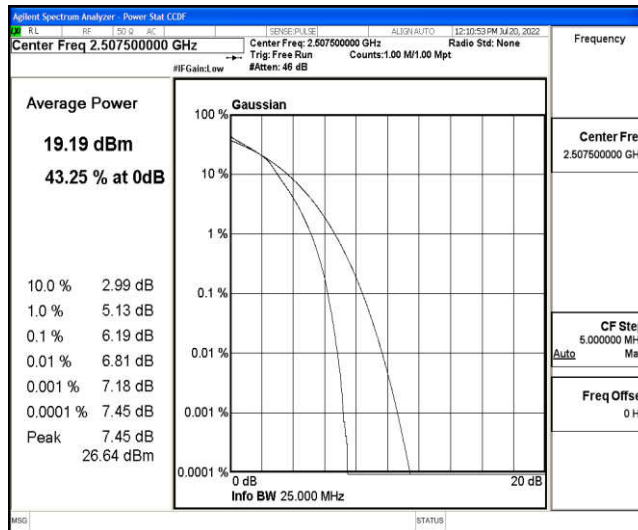 Agilent Spectrum Analyzer - Power Stat CCDF
RL RF 50 Ω AC SENSE:PULSE ALIGN AUTO 12:10:53 PM Jul 20, 2022
Center Freq 2.507500000 GHz
Center Freq: 2.507500000 GHz Radio Std: None
Trig: Free Run Counts:1.00 M/1.00 Mpt
#IFGain:Low #Atten: 46 dB
Frequency
Average Power
19.19 dBm
43.25 % at 0dB
10.0 % 2.99 dB
1.0 % 5.13 dB
0.1 % 6.19 dB
0.01 % 6.81 dB
0.001 % 7.18 dB
0.0001 % 7.45 dB
Peak 7.45 dB
26.64 dBm
Gaussian
100 %
10 %
1 %
0.1 %
0.01 %
0.001 %
0.0001 %
0 dB 20 dB
Info BW 25.000 MHz
Center Fre
2.507500000 GH
CF Ste
5.000000 MH
Auto Ma
Freq Offse
0 H
MSG STATUS